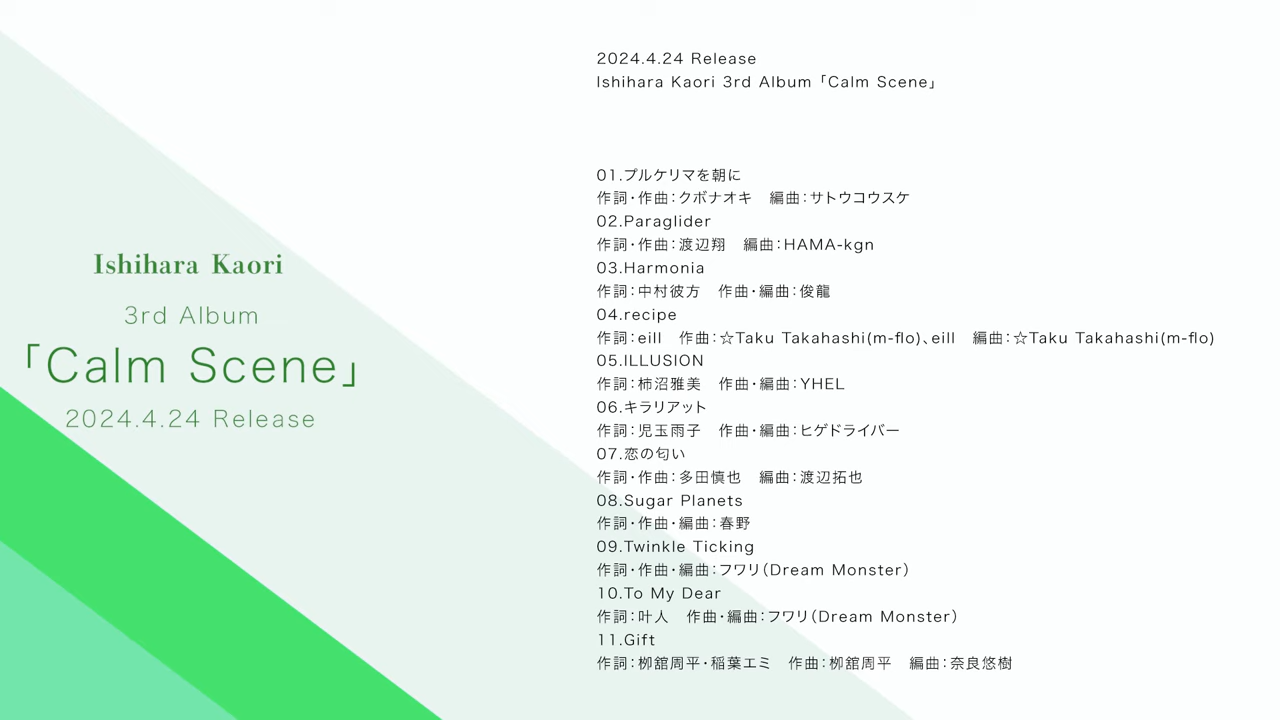 Ishihara Kaori
3rd Album
「Calm Scene」
2024.4.24 Release
2024.4.24 Release
Ishihara Kaori 3rd Album「Calm Scene」
01.プルケリマを朝に
作詞・作曲：クボナオキ　編曲：サトウコウスケ
02.Paraglider
作詞・作曲：渡辺翔　編曲：HAMA-kgn
03.Harmonia
作詞：中村彼方　作曲・編曲：俊龍
04.recipe
作詞：eill　作曲：☆Taku Takahashi(m-flo)、eill　編曲：☆Taku Takahashi(m-flo)
05.ILLUSION
作詞：柿沼雅美　作曲・編曲：YHEL
06.キラリアット
作詞：児玉雨子　作曲・編曲：ヒゲドライバー
07.恋の匂い
作詞・作曲：多田慎也　編曲：渡辺拓也
08.Sugar Planets
作詞・作曲・編曲：春野
09.Twinkle Ticking
作詞・作曲・編曲：フワリ（Dream Monster）
10.To My Dear
作詞：叶人　作曲・編曲：フワリ（Dream Monster）
11.Gift
作詞：栁舘周平・稲葉エミ　作曲：栁舘周平　編曲：奈良悠樹